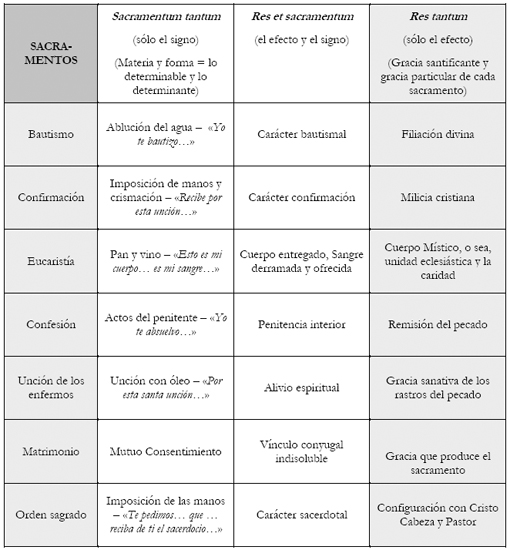 SACRA-
MENTOS
Sacramentum tantum
(sólo el signo)
(Materia y forma = lo
determinable y lo
determinante)
Res et sacramentum
(el efecto y el signo)
Res tantum
(sólo el efecto)
(Gracia santificante y
gracia particular de cada
sacramento)
Bautismo
Ablución del agua – «Yo
te bautizo…»
Carácter bautismal
Filiación divina
Confirmación
Imposición de manos y
crismación – «Recibe por
esta unción…»
Carácter confirmación
Milicia cristiana
Eucaristía
Pan y vino – «Esto es mi
cuerpo… es mi sangre…»
Cuerpo entregado, Sangre
derramada y ofrecida
Cuerpo Místico, o sea,
unidad eclesiástica y la
caridad
Confesión
Actos del penitente – «Yo
te absuelvo…»
Penitencia interior
Remisión del pecado
Unción de los
enfermos
Unción con óleo – «Por
esta santa unción…»
Alivio espiritual
Gracia sanativa de los
rastros del pecado
Matrimonio
Mutuo Consentimiento
Vínculo conyugal
indisoluble
Gracia que produce el
sacramento
Orden sagrado
Imposición de las manos
– «Te pedimos… que …
reciba de ti el sacerdocio…»
Carácter sacerdotal
Configuración con Cristo
Cabeza y Pastor